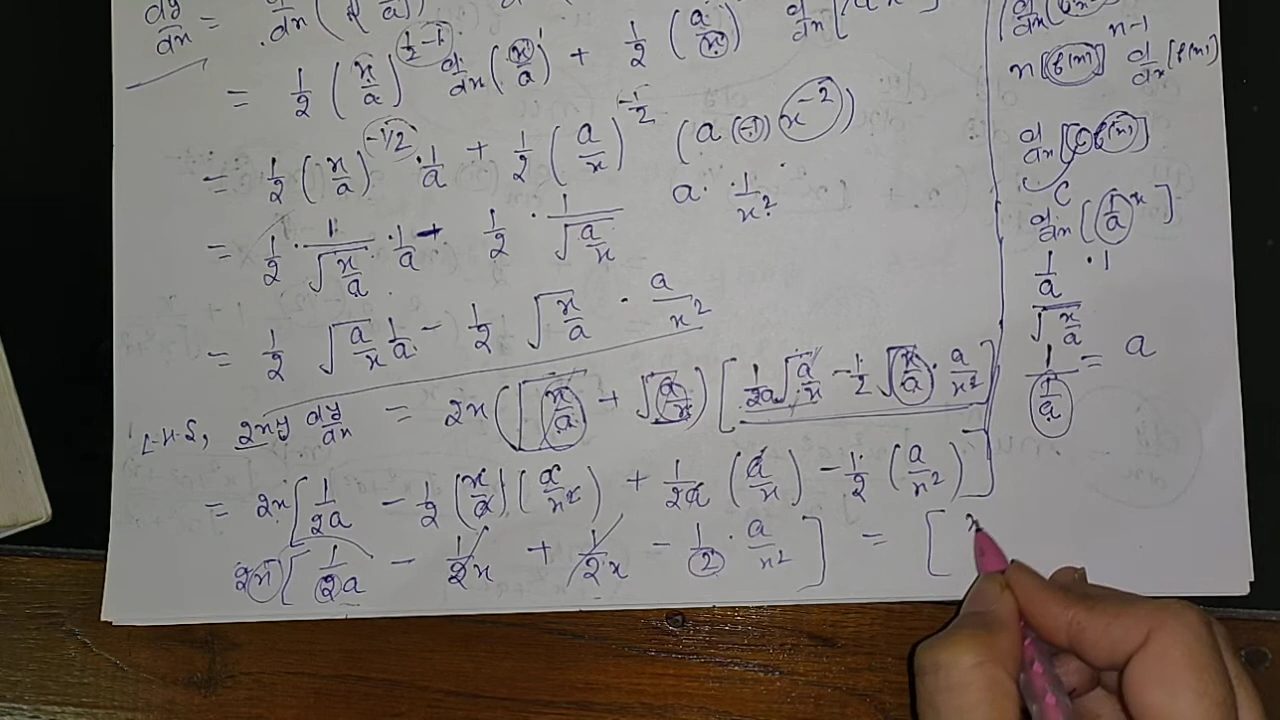 dy/dx = d/dx (
= 1/2 (x/a)^(1/2 - 1) d/dx (x/a) + 1/2 (a/x) d/dx [a x
= 1/2 (x/a)^(-1/2) · 1/a + 1/2 (a/x)^(-1/2) (a (-1) x^(-2))
= 1/2 · 1/√(x/a) · 1/a - 1/2 · 1/√(a/x) a · 1/x²
= 1/2 √(a/x) 1/a - 1/2 √(x/a) · a/x²
L.H.S, 2xy dy/dx = 2x (√(x/a) + √(a/x)) [1/2a √(a/x) - 1/2 √(x/a) · a/x²]
= 2x [1/2a - 1/2 (x/a) (a/x²) + 1/2a (a/x) - 1/2 (a/x²)]
2x [1/2a - 1/2x + 1/2x - 1/2 · a/x²] = [x
n-1
n [f(x)] d/dx [f(x)]
d/dx [c f(x)]
c
d/dx [(1/a) x]
1/a · 1
√(x/a)
1/(1/a) = a